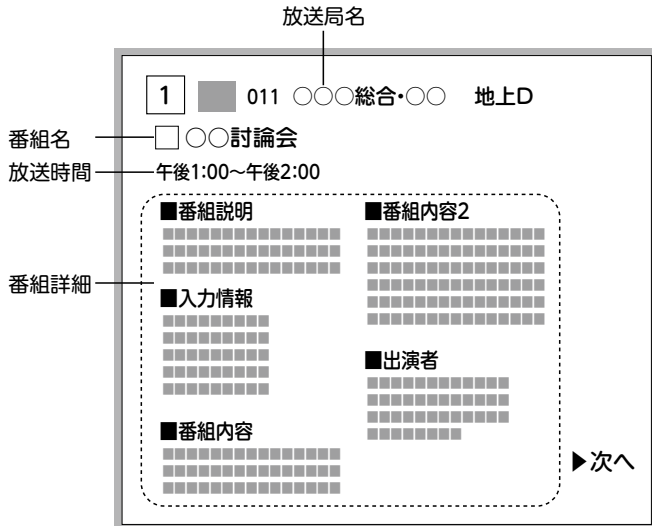 放送局名
1 011 ○○○総合・○○ 地上D
番組名
○○討論会
放送時間
午後1:00～午後2:00
番組詳細
■番組説明
■入力情報
■番組内容
■番組内容2
■出演者
▶次へ